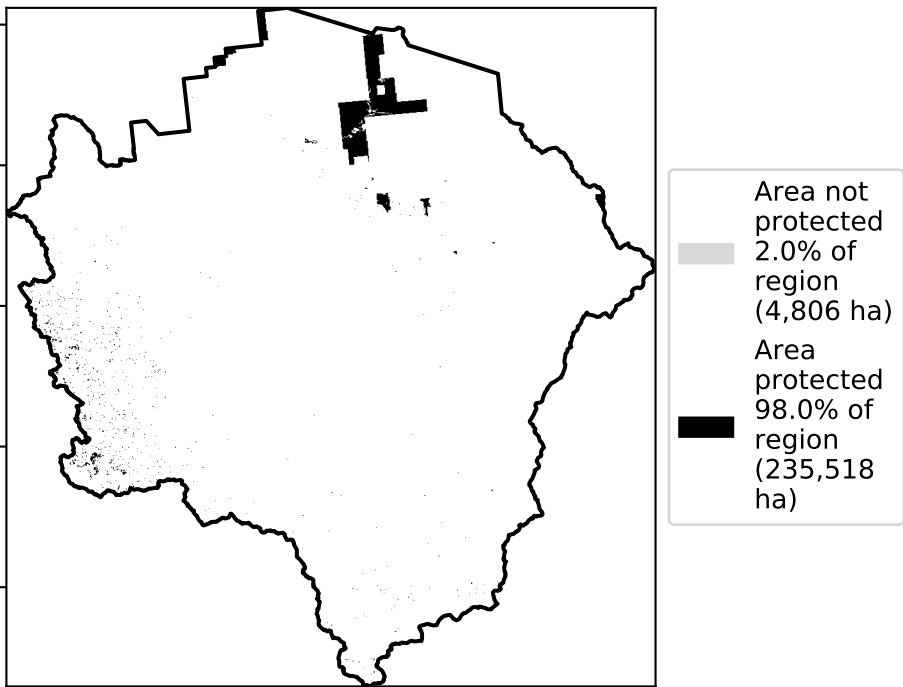 Area not
protected
2.0% of
region
(4,806 ha)
Area
protected
98.0% of
region
(235,518
ha)